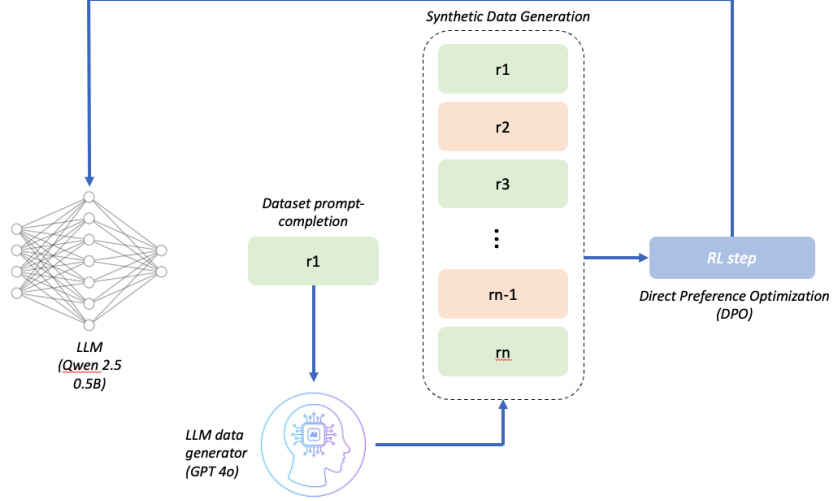 Synthetic Data Generation
r1
r2
r3
rn-1
rn
Dataset prompt-
completion
r1
RL step
Direct Preference Optimization
(DPO)
LLM
(Qwen 2.5
0.5B)
LLM data
generator
(GPT 4o)
AI